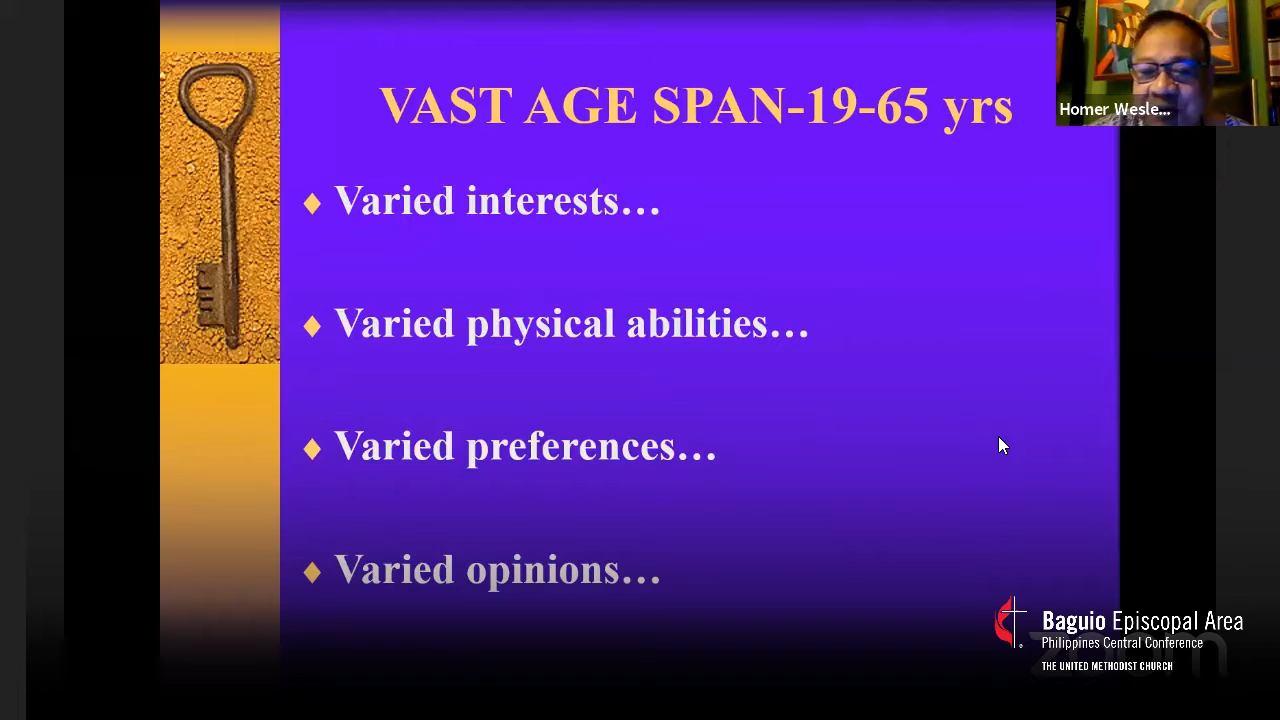 VAST AGE SPAN-19-65 yrs
Homer Wesle...
♦ Varied interests…
♦ Varied physical abilities…
♦ Varied preferences…
♦ Varied opinions…
Baguio Episcopal Area
Philippines Central Conference
zoom
THE UNITED METHODIST CHURCH